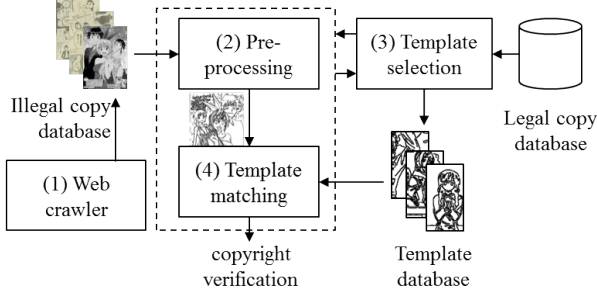 (2) Pre-
processing
(3) Template
selection
Illegal copy
database
Legal copy
database
(1) Web
crawler
(4) Template
matching
copyright
verification
Template
database